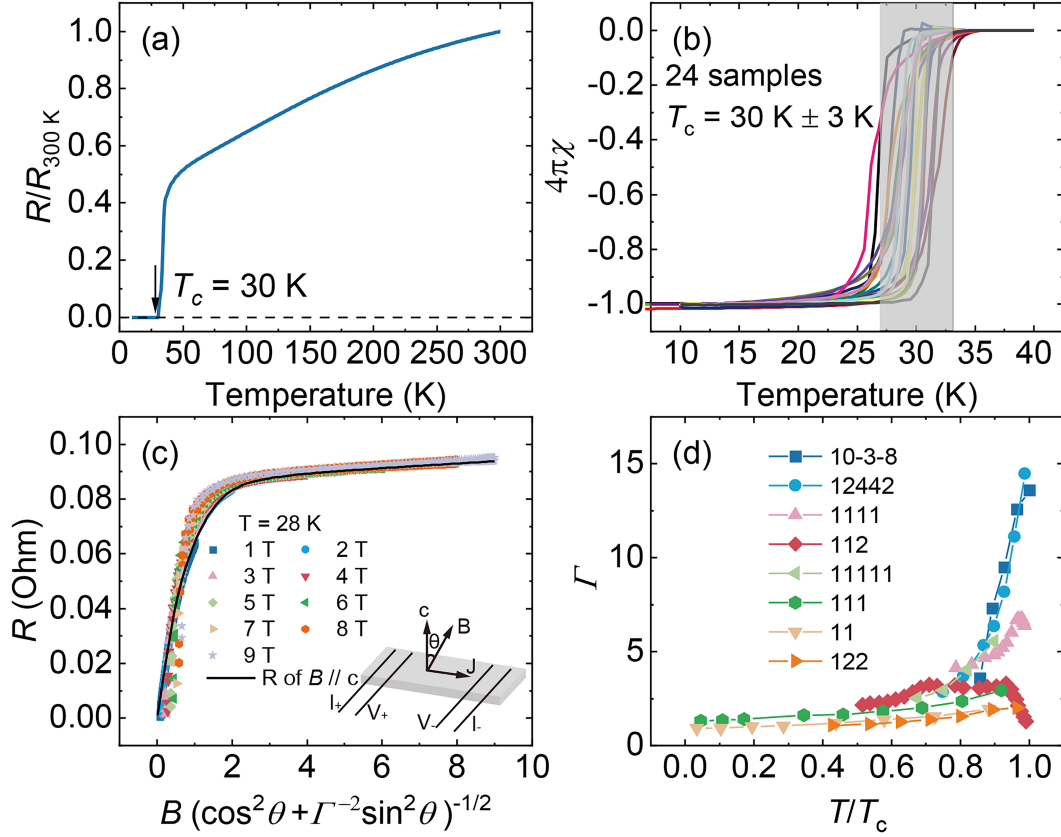 (a)
1.0
0.8
0.6
0.4
0.2
0.0
R/R300 K
Tc = 30 K
0 50 100 150 200 250 300
Temperature (K)
(b)
24 samples
Tc = 30 K ± 3 K
0.0
-0.2
-0.4
-0.6
-0.8
-1.0
4πχ
10 15 20 25 30 35 40
Temperature (K)
(c)
0.10
0.08
0.06
0.04
0.02
0.00
R (Ohm)
T = 28 K
1 T 2 T
3 T 4 T
5 T 6 T
7 T 8 T
9 T
R of B // c
c
B
θ
J
I+
V+
V-
I-
0 2 4 6 8 10
B (cos²θ + Γ⁻²sin²θ)⁻¹/²
(d)
15
10
5
0
Γ
10-3-8
12442
1111
112
11111
111
11
122
0.0 0.2 0.4 0.6 0.8 1.0
T/Tc